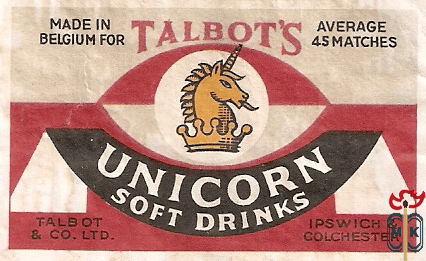 MADE IN
BELGIUM FOR
TALBOT'S
AVERAGE
45 MATCHES
UNICORN
SOFT DRINKS
TALBOT
& CO. LTD.
IPSWICH &
COLCHESTER
M K